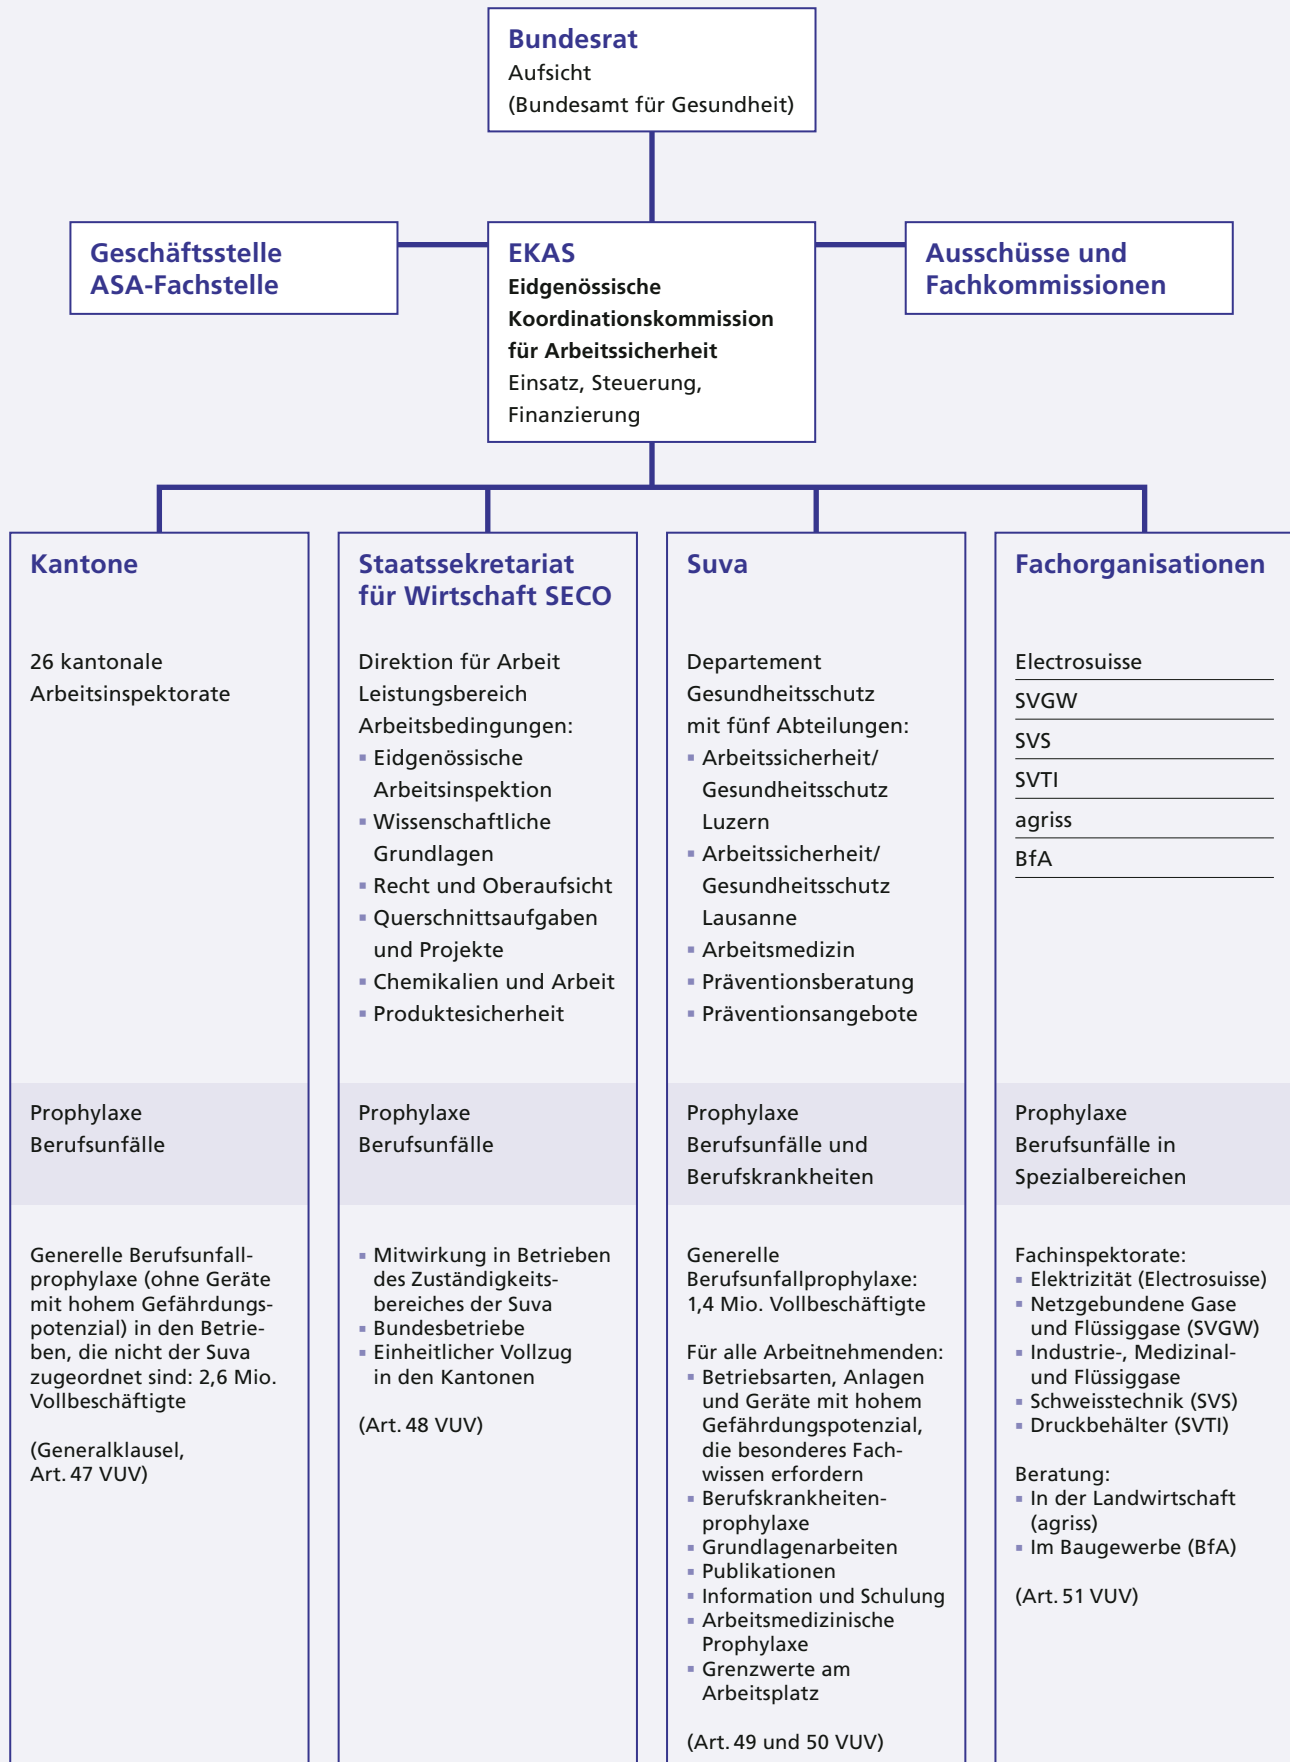 Bundesrat
Aufsicht
(Bundesamt für Gesundheit)
Geschäftsstelle
ASA-Fachstelle
EKAS
Eidgenössische
Koordinationskommission
für Arbeitssicherheit
Einsatz, Steuerung,
Finanzierung
Ausschüsse und
Fachkommissionen
Kantone
26 kantonale
Arbeitsinspektorate
Prophylaxe
Berufsunfälle
Generelle Berufsunfall-
prophylaxe (ohne Geräte
mit hohem Gefährdungs-
potenzial) in den Betrie-
ben, die nicht der Suva
zugeordnet sind: 2,6 Mio.
Vollbeschäftigte
(Generalklausel,
Art. 47 VUV)
Staatssekretariat
für Wirtschaft SECO
Direktion für Arbeit
Leistungsbereich
Arbeitsbedingungen:
▪ Eidgenössische
Arbeitsinspektion
▪ Wissenschaftliche
Grundlagen
▪ Recht und Oberaufsicht
▪ Querschnittsaufgaben
und Projekte
▪ Chemikalien und Arbeit
▪ Produktesicherheit
Prophylaxe
Berufsunfälle
▪ Mitwirkung in Betrieben
des Zuständigkeits-
bereiches der Suva
▪ Bundesbetriebe
▪ Einheitlicher Vollzug
in den Kantonen
(Art. 48 VUV)
Suva
Departement
Gesundheitsschutz
mit fünf Abteilungen:
▪ Arbeitssicherheit/
Gesundheitsschutz
Luzern
▪ Arbeitssicherheit/
Gesundheitsschutz
Lausanne
▪ Arbeitsmedizin
▪ Präventionsberatung
▪ Präventionsangebote
Prophylaxe
Berufsunfälle und
Berufskrankheiten
Generelle
Berufsunfallprophylaxe:
1,4 Mio. Vollbeschäftigte
Für alle Arbeitnehmenden:
▪ Betriebsarten, Anlagen
und Geräte mit hohem
Gefährdungspotenzial,
die besonderes Fach-
wissen erfordern
▪ Berufskrankheiten-
prophylaxe
▪ Grundlagenarbeiten
▪ Publikationen
▪ Information und Schulung
▪ Arbeitsmedizinische
Prophylaxe
▪ Grenzwerte am
Arbeitsplatz
(Art. 49 und 50 VUV)
Fachorganisationen
Electrosuisse
SVGW
SVS
SVTI
agriss
BfA
Prophylaxe
Berufsunfälle in
Spezialbereichen
Fachinspektorate:
▪ Elektrizität (Electrosuisse)
▪ Netzgebundene Gase
und Flüssiggase (SVGW)
▪ Industrie-, Medizinal-
und Flüssiggase
▪ Schweisstechnik (SVS)
▪ Druckbehälter (SVTI)
Beratung:
▪ In der Landwirtschaft
(agriss)
▪ Im Baugewerbe (BfA)
(Art. 51 VUV)